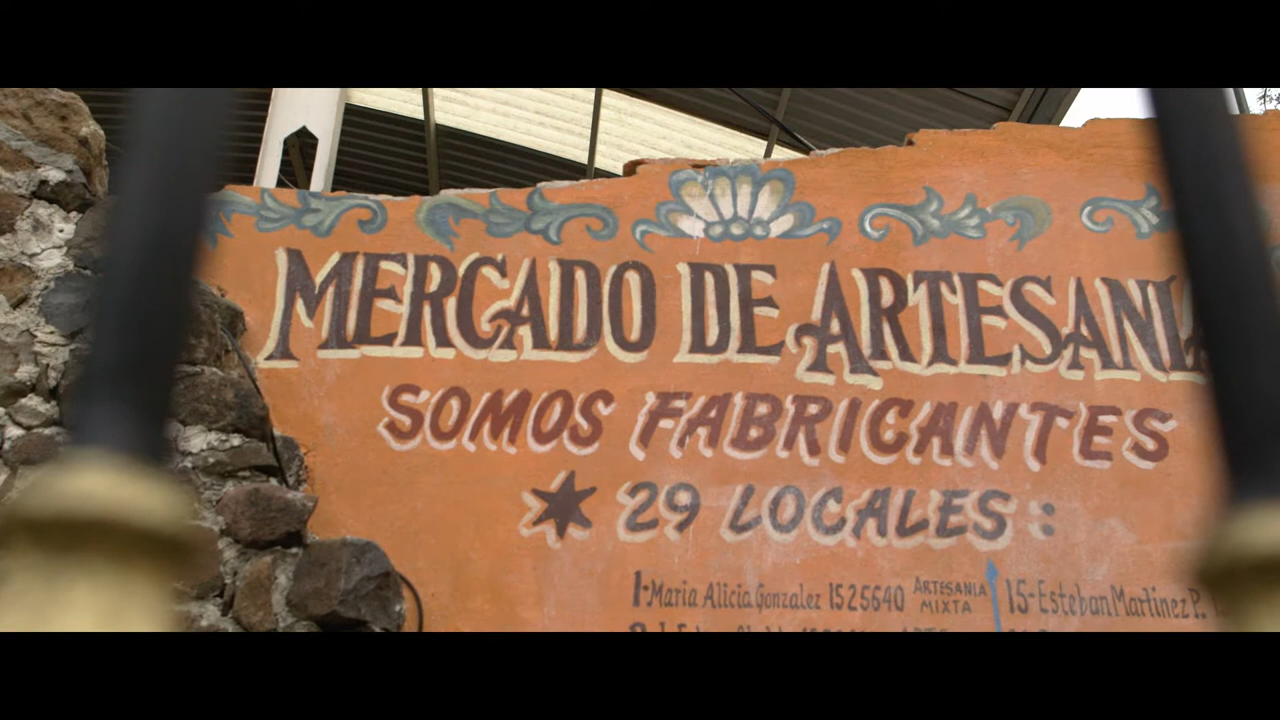 MERCADO DE ARTESANIA
SOMOS FABRICANTES
29 LOCALES :
1-Maria Alicia Gonzalez 1525640 ARTESANIA MIXTA
15-Esteban Martinez P.